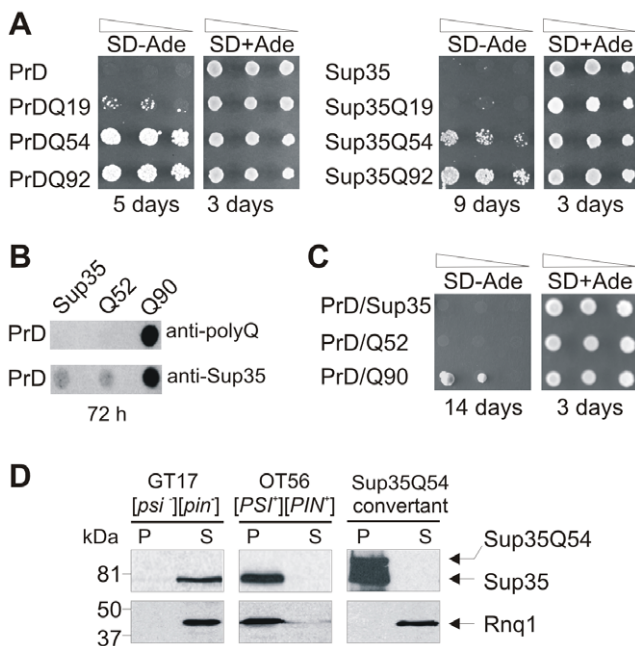 A
SD-Ade SD+Ade
PrD
PrDQ19
PrDQ54
PrDQ92
5 days 3 days
SD-Ade SD+Ade
Sup35
Sup35Q19
Sup35Q54
Sup35Q92
9 days 3 days
B
Sup35 Q52 Q90
PrD anti-polyQ
PrD anti-Sup35
72 h
C
SD-Ade SD+Ade
PrD/Sup35
PrD/Q52
PrD/Q90
14 days 3 days
D
GT17 OT56 Sup35Q54
[psi⁻][pin⁻] [PSI⁺][PIN⁺] convertant
kDa P S P S P S
Sup35Q54
81 Sup35
50
Rnq1
37